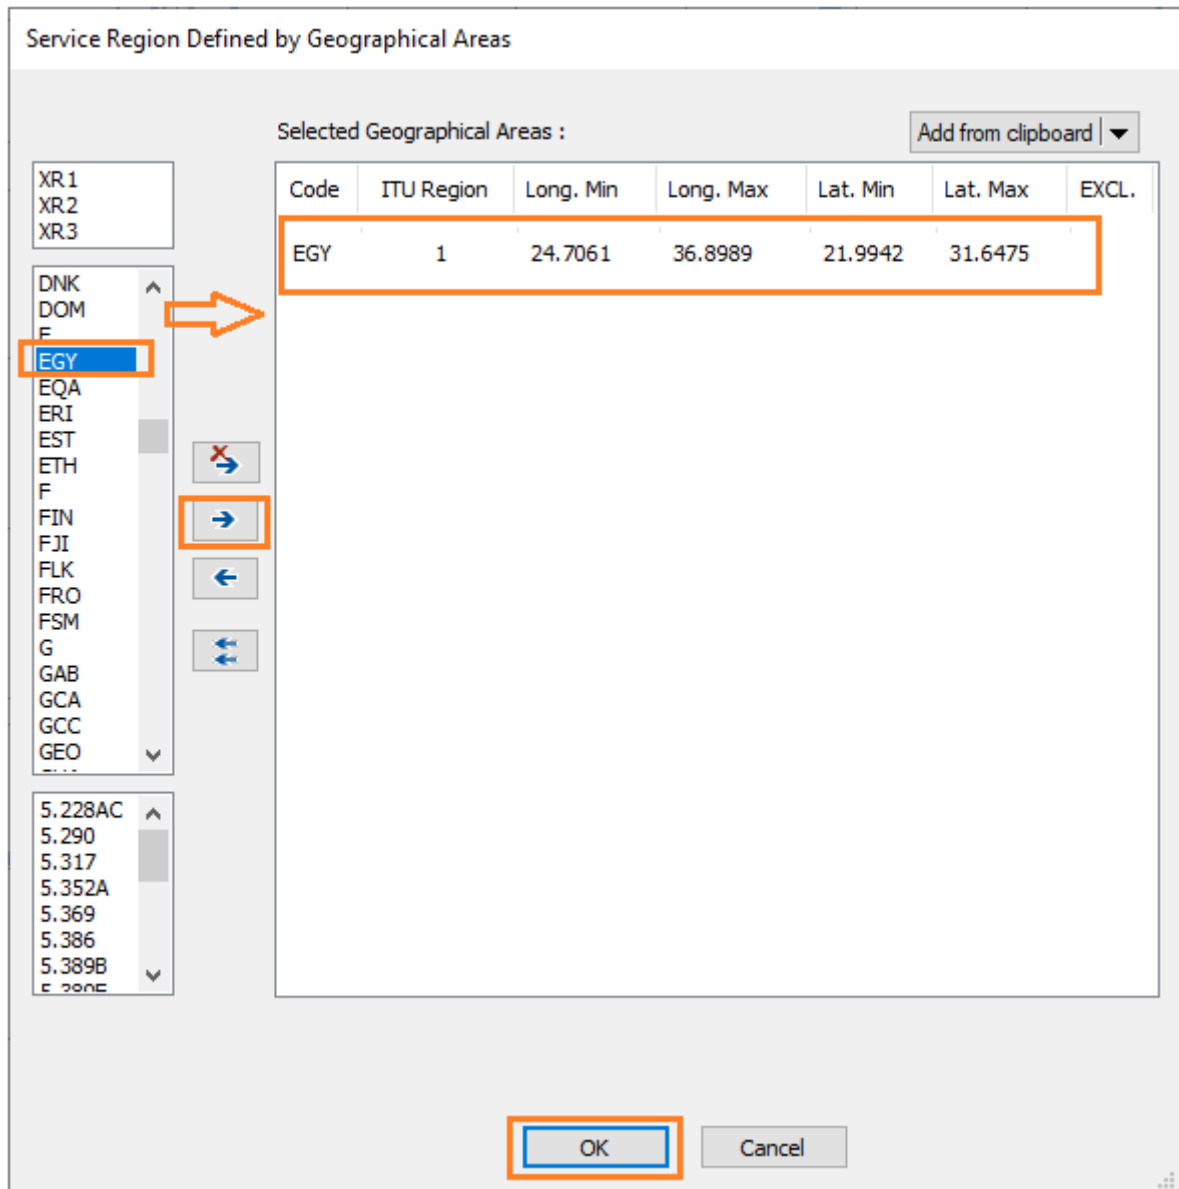 Service Region Defined by Geographical Areas
Selected Geographical Areas :
Add from clipboard
XR1
XR2
XR3
DNK
DOM
E
EGY
EQA
ERI
EST
ETH
F
FIN
FJI
FLK
FRO
FSM
G
GAB
GCA
GCC
GEO
5.228AC
5.290
5.317
5.352A
5.369
5.386
5.389B
Code ITU Region Long. Min Long. Max Lat. Min Lat. Max EXCL.
EGY 1 24.7061 36.8989 21.9942 31.6475
OK Cancel